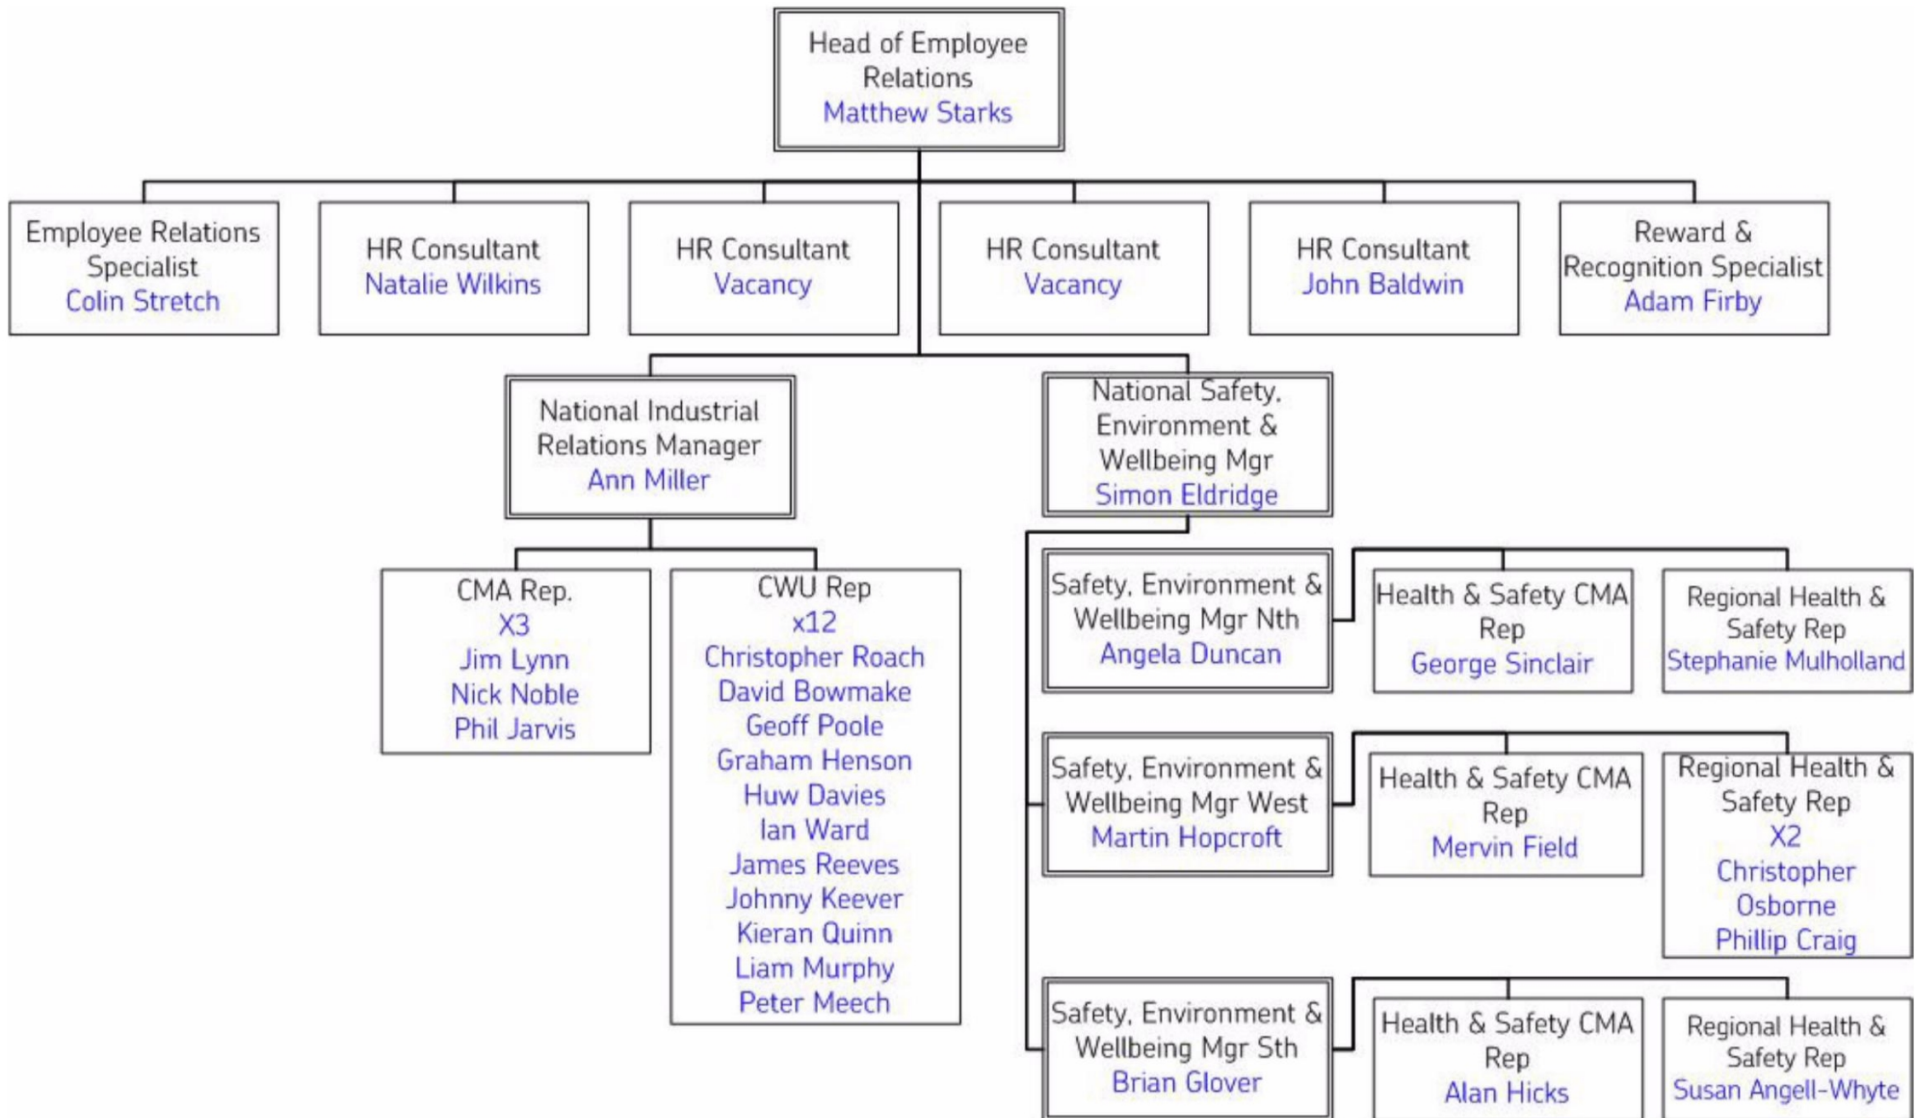 Head of Employee
Relations
Matthew Starks
Employee Relations
Specialist
Colin Stretch
HR Consultant
Natalie Wilkins
HR Consultant
Vacancy
HR Consultant
Vacancy
HR Consultant
John Baldwin
Reward &
Recognition Specialist
Adam Firby
National Industrial
Relations Manager
Ann Miller
National Safety,
Environment &
Wellbeing Mgr
Simon Eldridge
CMA Rep.
X3
Jim Lynn
Nick Noble
Phil Jarvis
CWU Rep
x12
Christopher Roach
David Bowmake
Geoff Poole
Graham Henson
Huw Davies
Ian Ward
James Reeves
Johnny Keever
Kieran Quinn
Liam Murphy
Peter Meech
Safety, Environment &
Wellbeing Mgr Nth
Angela Duncan
Health & Safety CMA
Rep
George Sinclair
Regional Health &
Safety Rep
Stephanie Mulholland
Safety, Environment &
Wellbeing Mgr West
Martin Hopcroft
Health & Safety CMA
Rep
Mervin Field
Regional Health &
Safety Rep
X2
Christopher
Osborne
Phillip Craig
Safety, Environment &
Wellbeing Mgr Sth
Brian Glover
Health & Safety CMA
Rep
Alan Hicks
Regional Health &
Safety Rep
Susan Angell-Whyte